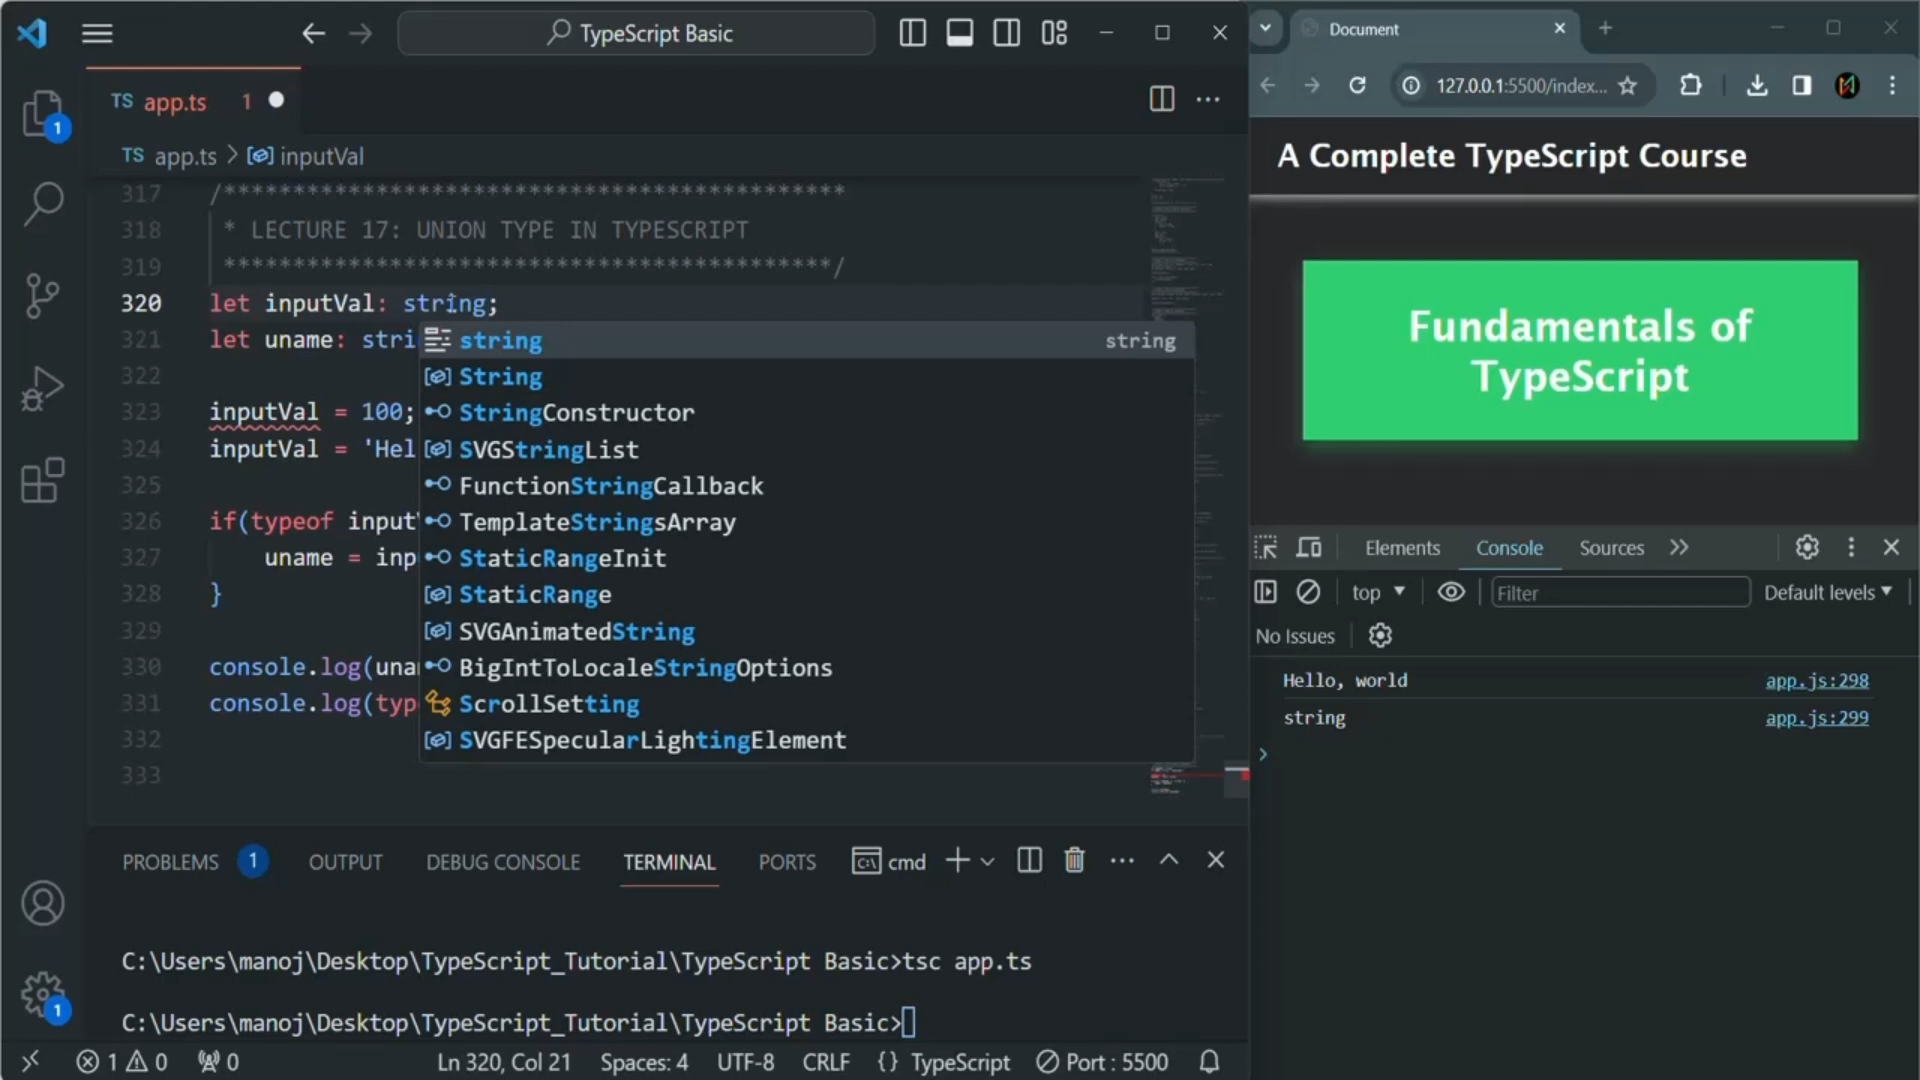 TypeScript Basic
TS app.ts 1
TS app.ts > inputVal
317 /*********************************************
318 * LECTURE 17: UNION TYPE IN TYPESCRIPT
319 ********************************************/
320 let inputVal: string;
321 let uname: stri
322
323 inputVal = 100;
324 inputVal = 'Hel
325
326 if(typeof input
327 uname = inp
328 }
329
330 console.log(una
331 console.log(typ
332
333
string string
String
StringConstructor
SVGStringList
FunctionStringCallback
TemplateStringsArray
StaticRangeInit
StaticRange
SVGAnimatedString
BigIntToLocaleStringOptions
ScrollSetting
SVGFESpecularLightingElement
PROBLEMS 1 OUTPUT DEBUG CONSOLE TERMINAL PORTS cmd
C:\Users\manoj\Desktop\TypeScript_Tutorial\TypeScript Basic>tsc app.ts
C:\Users\manoj\Desktop\TypeScript_Tutorial\TypeScript Basic>
1
1
1 0 0 Ln 320, Col 21 Spaces: 4 UTF-8 CRLF {} TypeScript Port : 5500
Document
127.0.0.1:5500/index...
A Complete TypeScript Course
Fundamentals of
TypeScript
Elements Console Sources
top Filter Default levels
No Issues
Hello, world app.js:298
string app.js:299